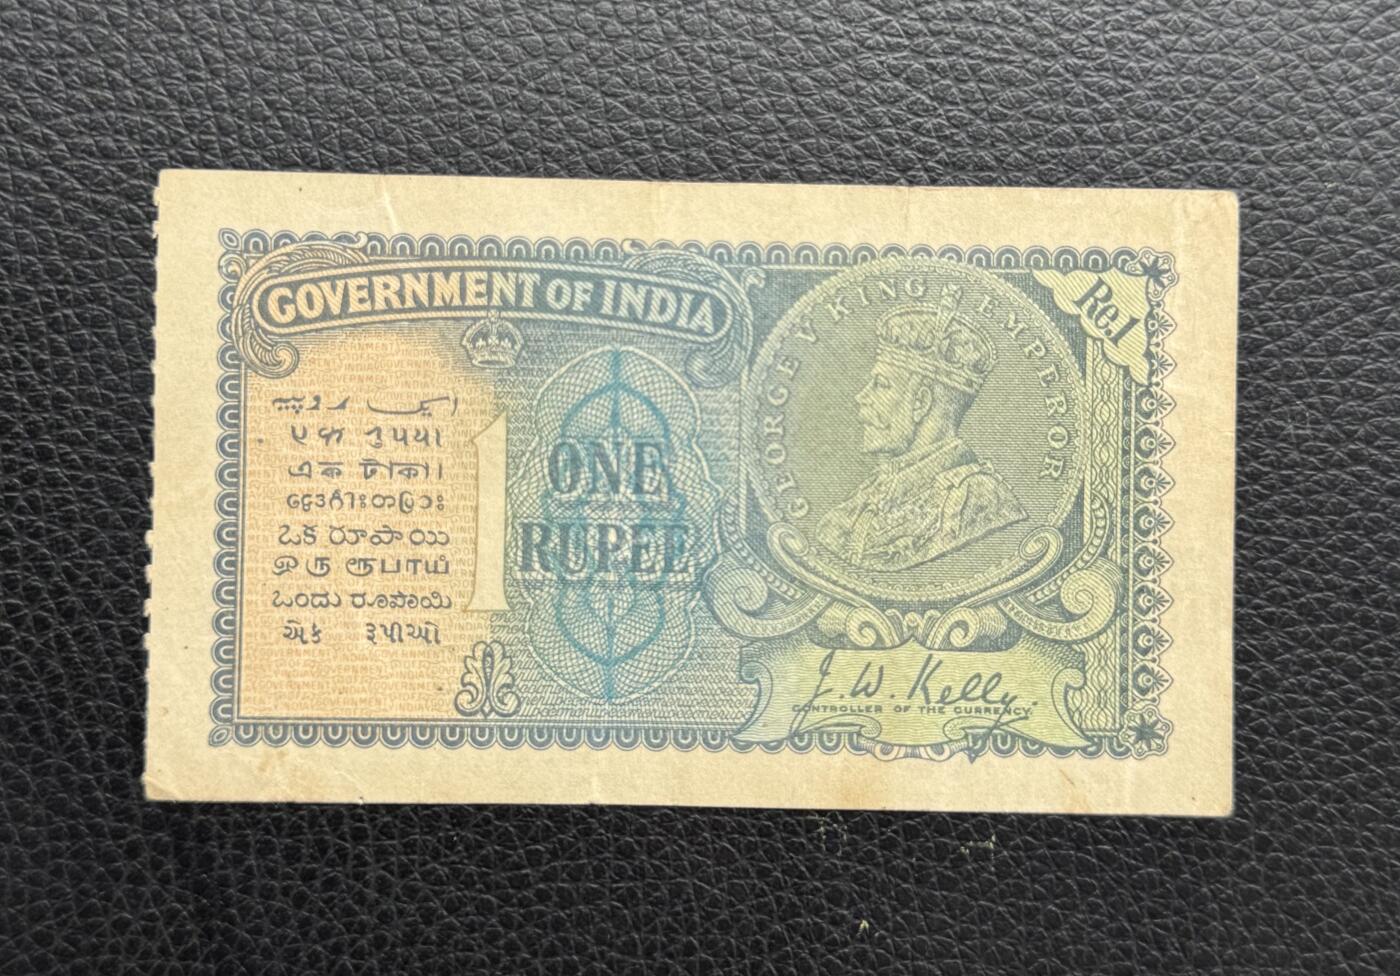 GOVERNMENT OF INDIA
GEORGE V KING EMPEROR
Re.1
ایک روپیہ
एक रुपया
এক টাকা।
1
ONE
RUPEE
ఒక రూపాయి
ஒரு ரூபாய்
ಒಂದು ರೂಪಾಯಿ
એક રૂપીઓ
J. W. Kelly
CONTROLLER OF THE CURRENCY